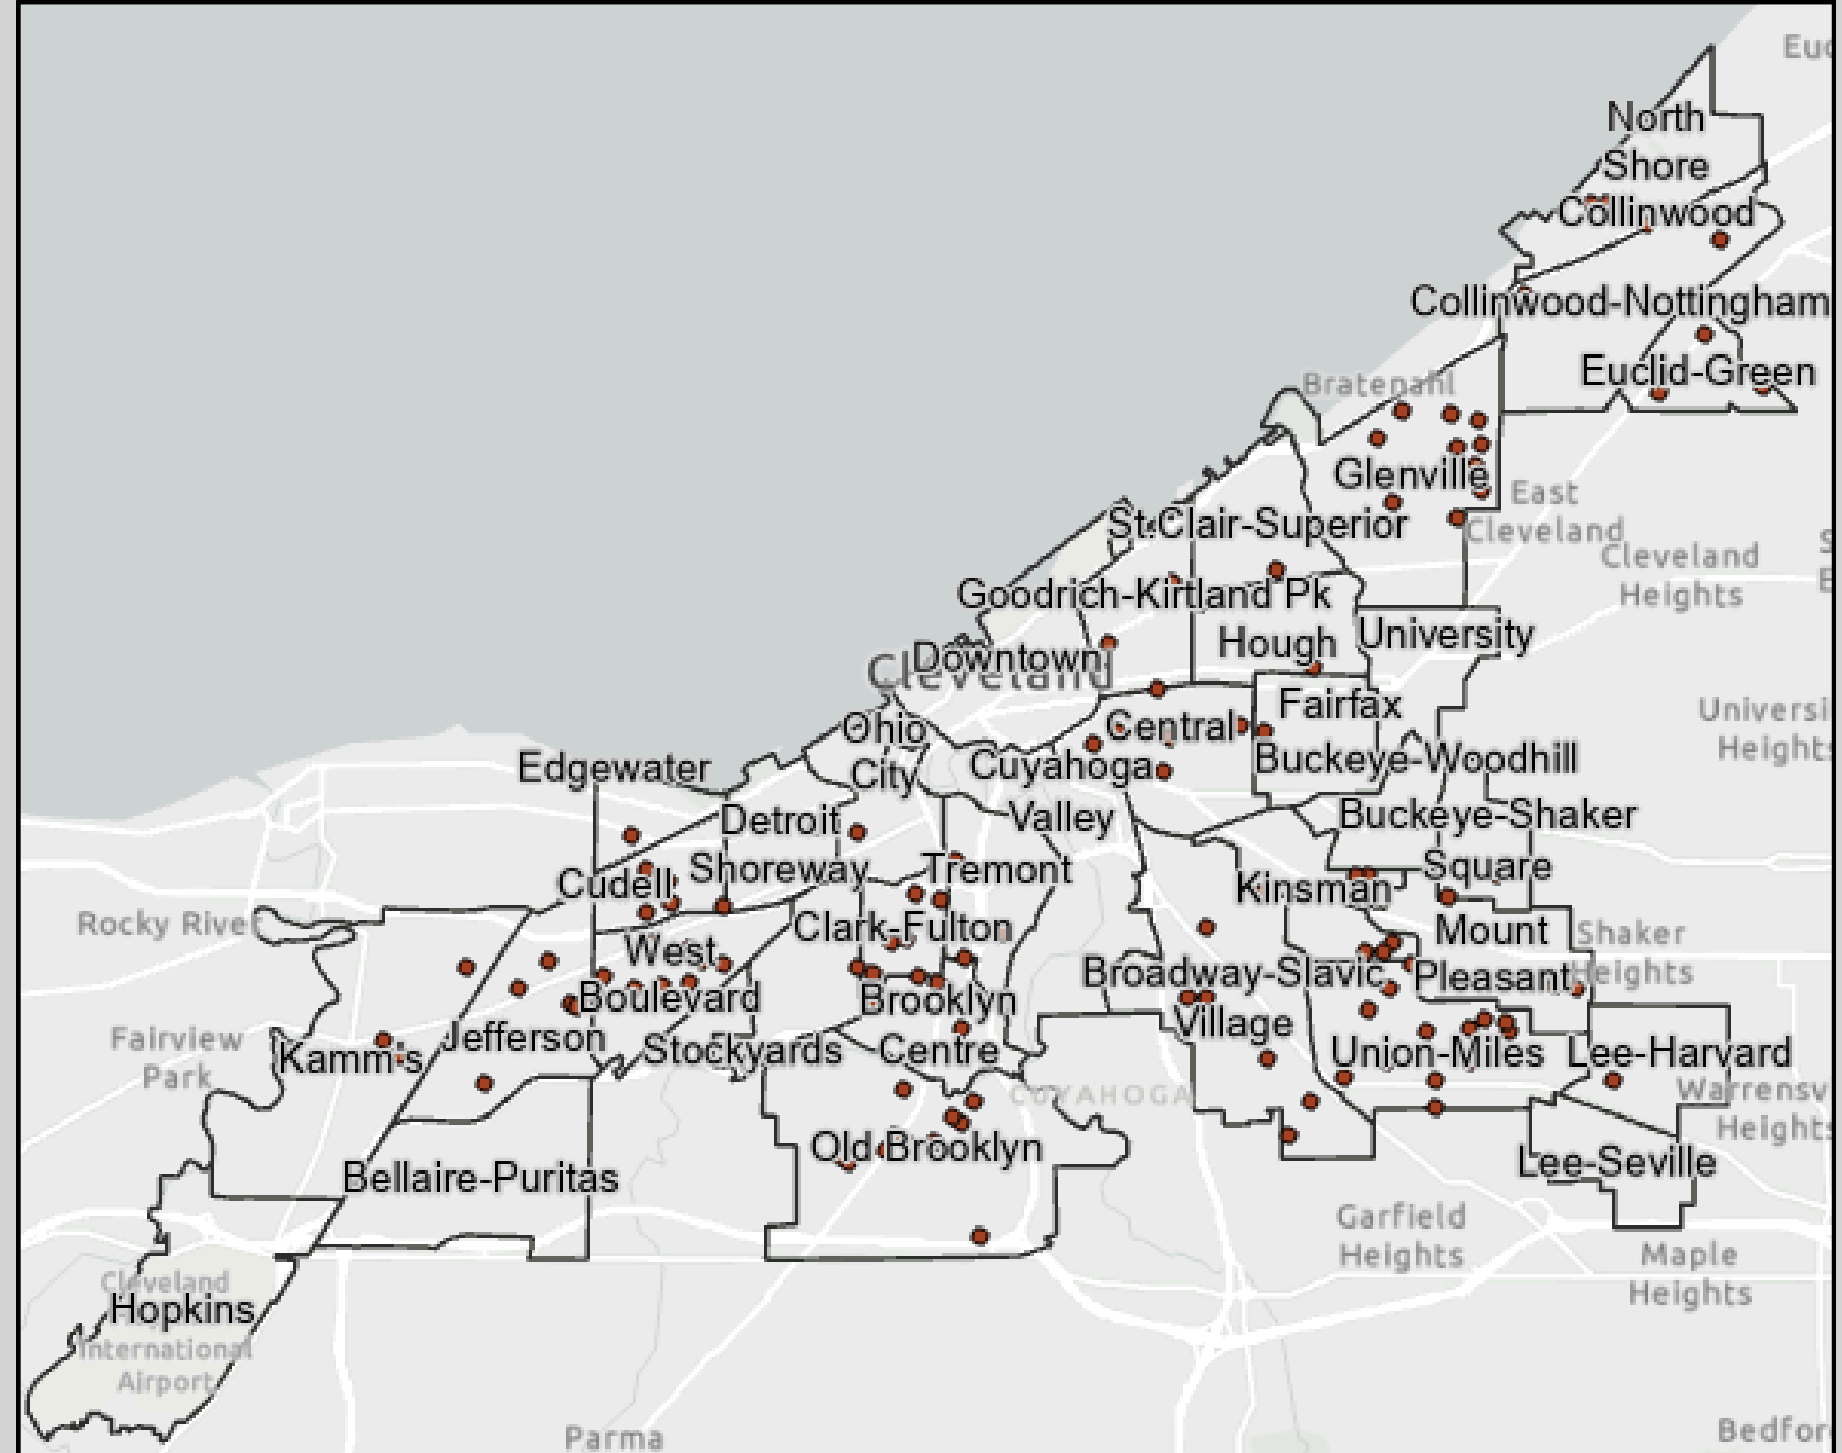 Euc
North
Shore
Collinwood
Collinwood-Nottingham
Euclid-Green
Bratenahl
Glenville
East
Cleveland
St.Clair-Superior
Cleveland
Heights
Goodrich-Kirtland Pk
Hough
University
Downtown
Cleveland
Fairfax
Central
Ohio
City
Cuyahoga
Valley
Buckeye-Woodhill
Universi
Heights
Edgewater
Detroit
Shoreway
Buckeye-Shaker
Square
Cudell
Tremont
Kinsman
Rocky River
Clark-Fulton
Mount
Pleasant
Shaker
Heights
West
Boulevard
Broadway-Slavic
Village
Brooklyn
Centre
Fairview
Park
Kamm's
Jefferson
Stockyards
Union-Miles
Lee-Harvard
CUYAHOGA
Warrensv
Heights
Old Brooklyn
Bellaire-Puritas
Lee-Seville
Garfield
Heights
Maple
Heights
Cleveland
Hopkins
International
Airport
Parma
Bedfor